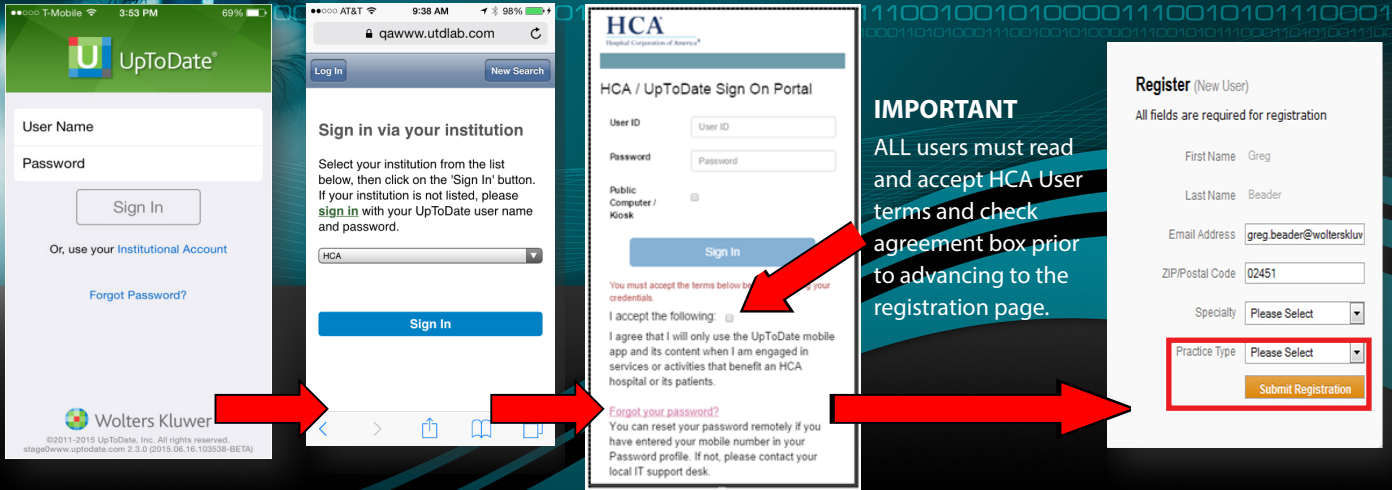 T-Mobile 3:53 PM 69%
UpToDate®
User Name
Password
Sign In
Or, use your Institutional Account
Forgot Password?
Wolters Kluwer
©2011-2015 UpToDate, Inc. All rights reserved.
stage0www.uptodate.com 2.3.0 (2015.06.16.103538-BETA)
AT&T 9:38 AM 98%
qawww.utdlab.com
Log In New Search
Sign in via your institution
Select your institution from the list
below, then click on the 'Sign In' button.
If your institution is not listed, please
sign in with your UpToDate user name
and password.
HCA
Sign In
HCA
Hospital Corporation of America®
HCA / UpToDate Sign On Portal
User ID User ID
Password Password
Public
Computer /
Kiosk
Sign In
You must accept the terms below your
credentials.
I accept the following:
I agree that I will only use the UpToDate mobile
app and its content when I am engaged in
services or activities that benefit an HCA
hospital or its patients.
Forgot your password?
You can reset your password remotely if you
have entered your mobile number in your
Password profile. If not, please contact your
local IT support desk.
IMPORTANT
ALL users must read
and accept HCA User
terms and check
agreement box prior
to advancing to the
registration page.
Register (New User)
All fields are required for registration
First Name Greg
Last Name Beader
Email Address greg.beader@wolterskluw
ZIP/Postal Code 02451
Specialty Please Select
Practice Type Please Select
Submit Registration